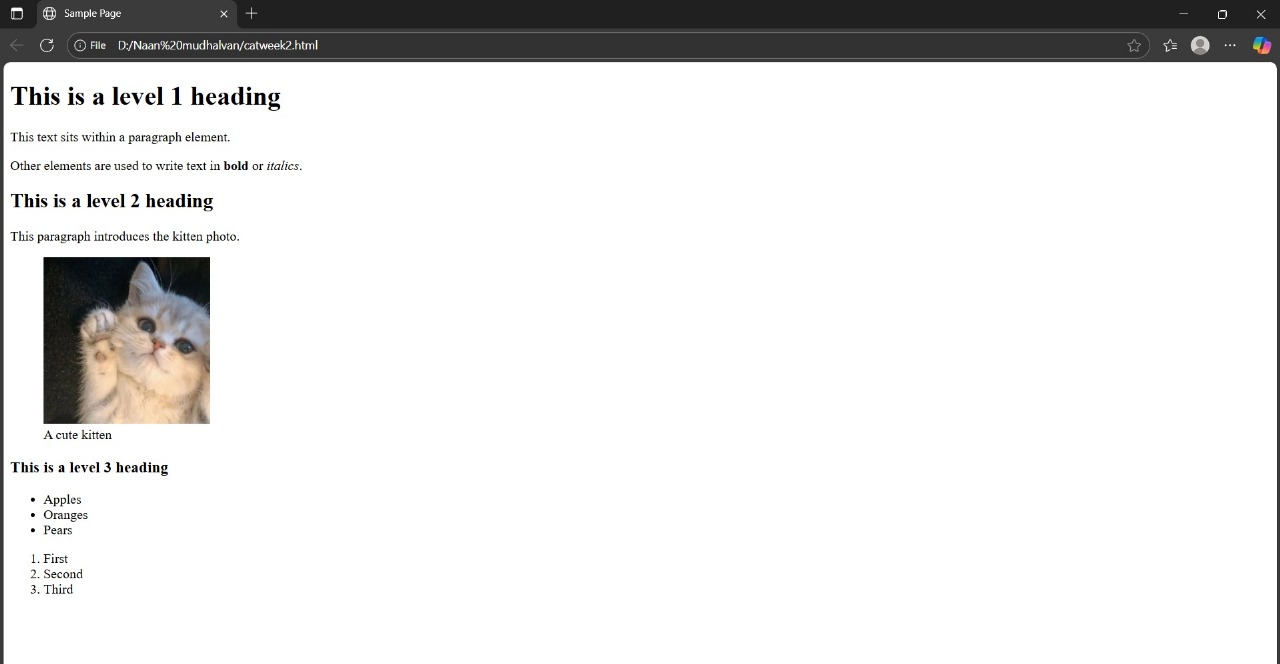 Sample Page
File D:/Naan%20mudhalvan/catweek2.html
This is a level 1 heading
This text sits within a paragraph element.
Other elements are used to write text in bold or italics.
This is a level 2 heading
This paragraph introduces the kitten photo.
A cute kitten
This is a level 3 heading
• Apples
• Oranges
• Pears
1. First
2. Second
3. Third